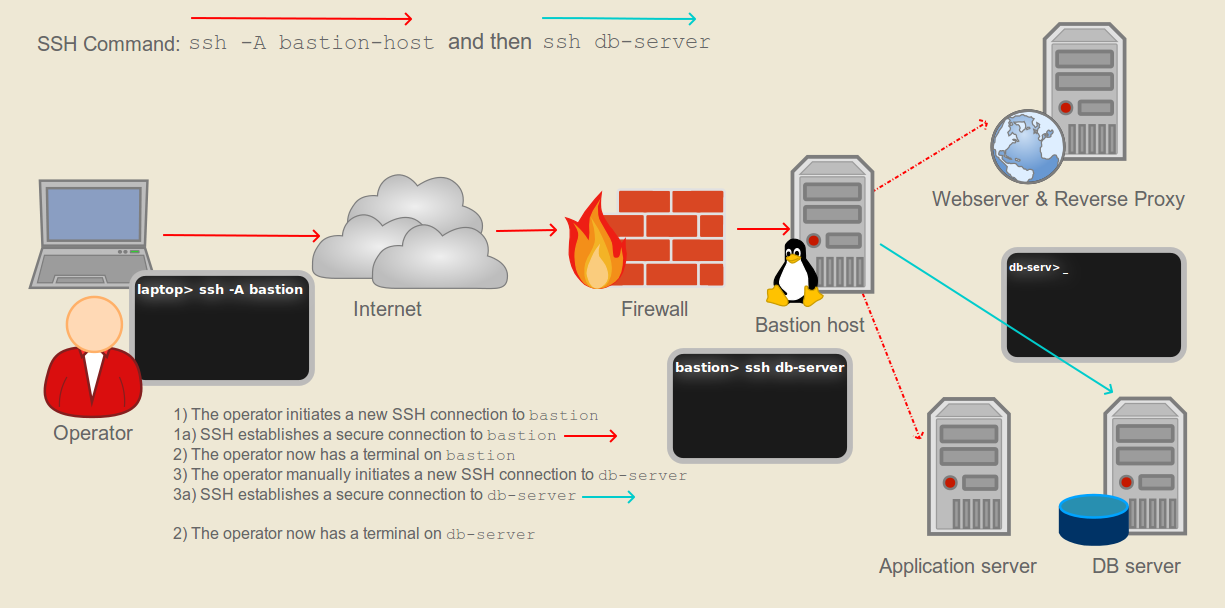 SSH Command: ssh -A bastion-host and then ssh db-server
Webserver & Reverse Proxy
laptop> ssh -A bastion
Internet
Firewall
Bastion host
db-serv>_
bastion> ssh db-server
Operator
1) The operator initiates a new SSH connection to bastion
1a) SSH establishes a secure connection to bastion
2) The operator now has a terminal on bastion
3) The operator manually initiates a new SSH connection to db-server
3a) SSH establishes a secure connection to db-server
2) The operator now has a terminal on db-server
Application server
DB server